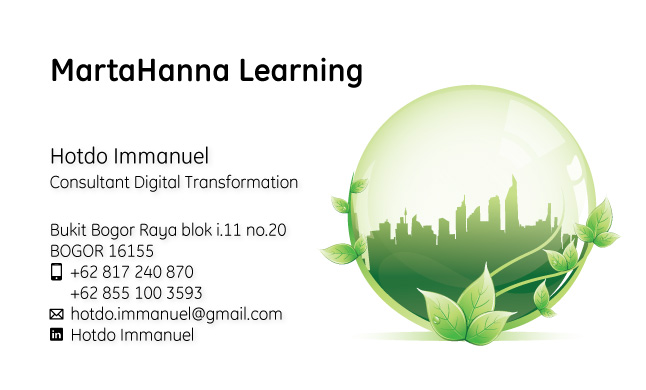 MartaHanna Learning
Hotdo Immanuel
Consultant Digital Transformation
Bukit Bogor Raya blok i.11 no.20
BOGOR 16155
+62 817 240 870
+62 855 100 3593
hotdo.immanuel@gmail.com
in Hotdo Immanuel